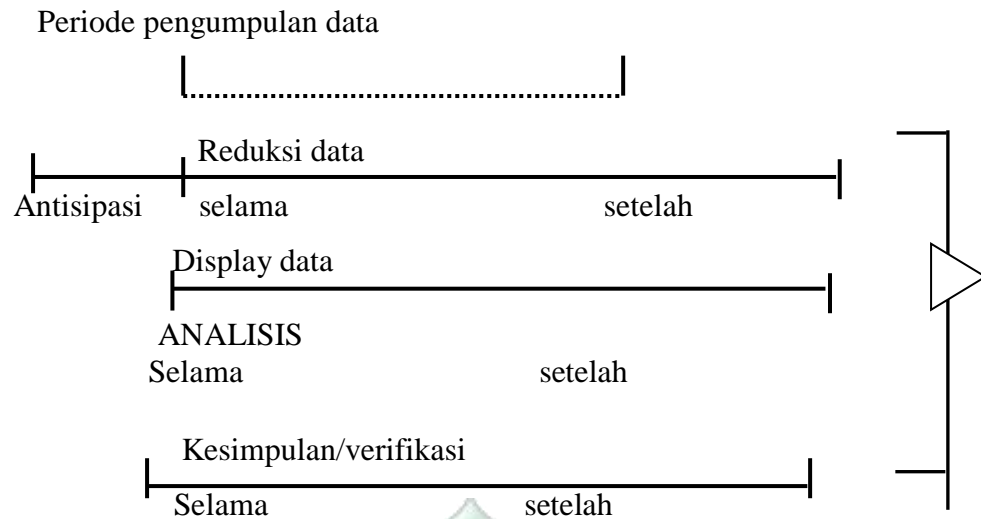 Periode pengumpulan data
Reduksi data
Antisipasi selama setelah
Display data
ANALISIS
Selama setelah
Kesimpulan/verifikasi
Selama setelah